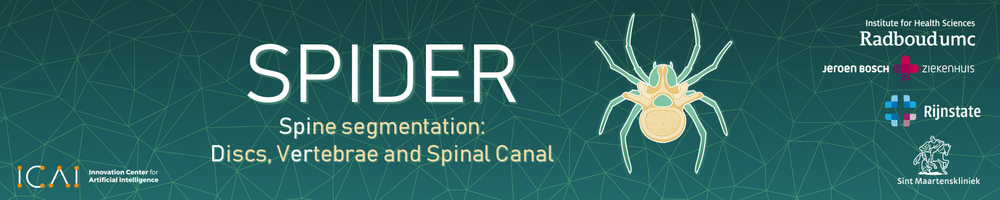 SPIDER
Spine segmentation:
Discs, Vertebrae and Spinal Canal
ICAI
Innovation Center for
Artificial Intelligence
Institute for Health Sciences
Radboudumc
JEROEN BOSCH ZIEKENHUIS
Rijnstate
Sint Maartenskliniek